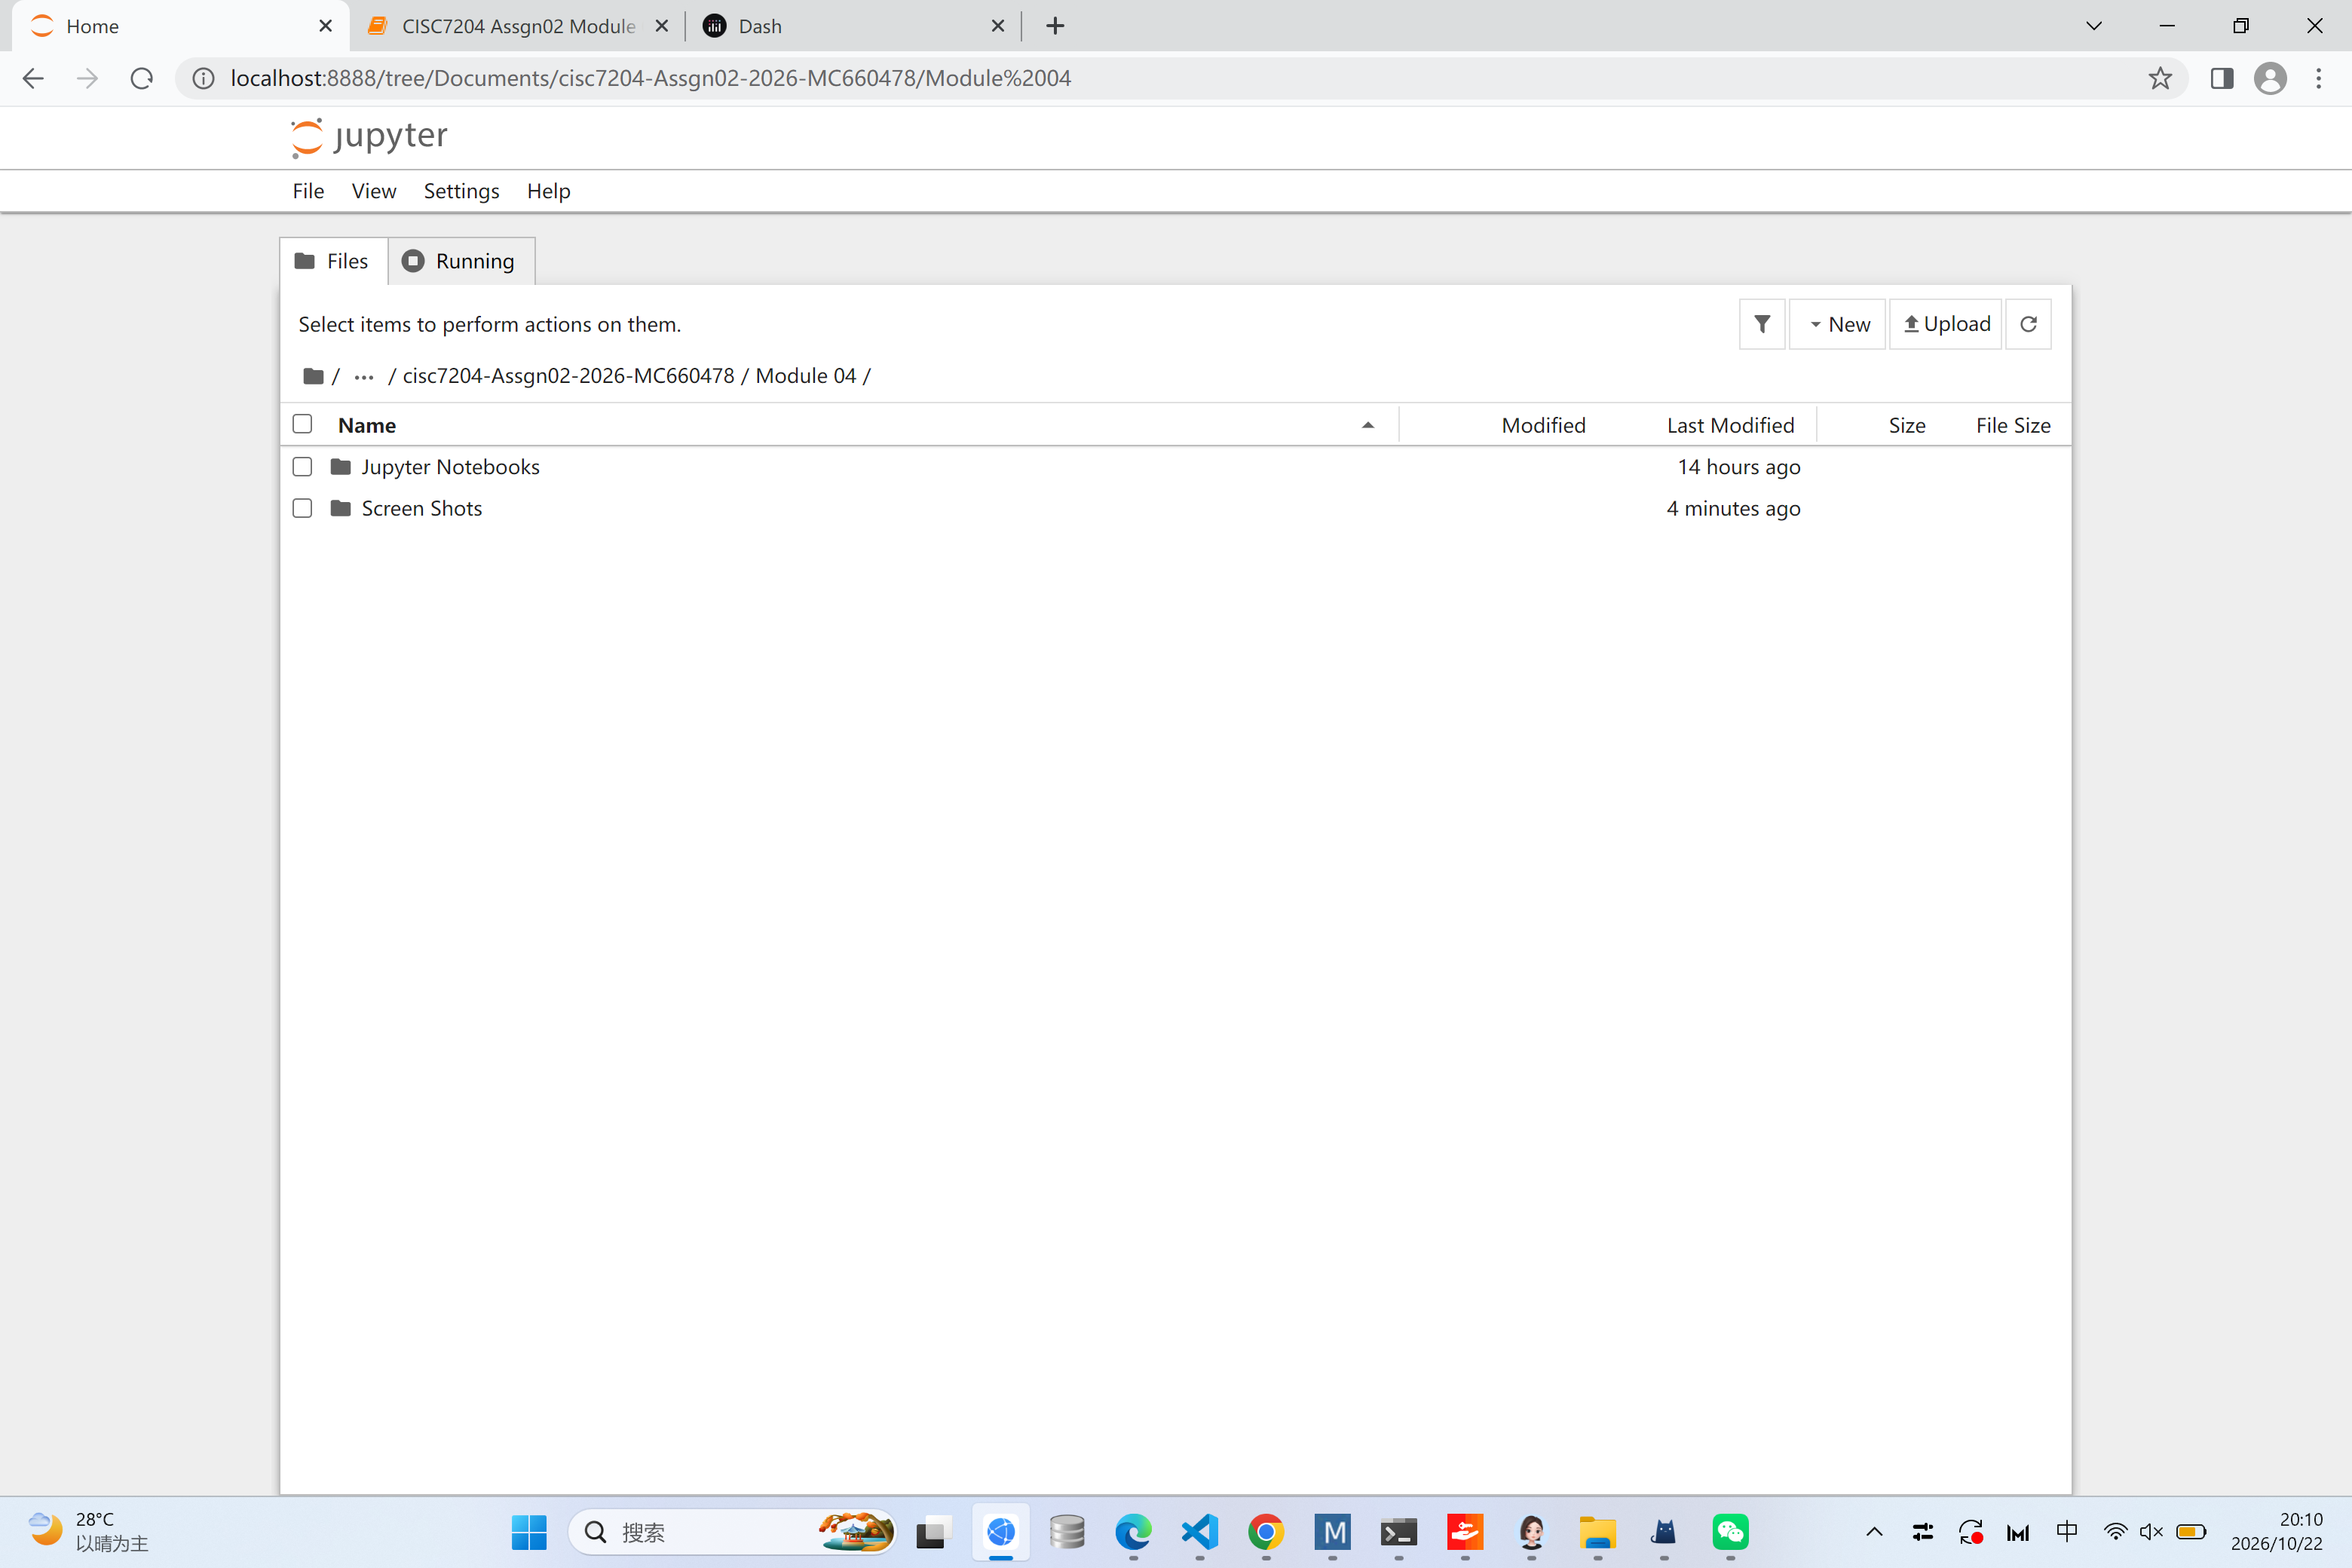 Home
CISC7204 Assgn02 Module
Dash
localhost:8888/tree/Documents/cisc7204-Assgn02-2026-MC660478/Module%2004
jupyter
File View Settings Help
Files Running
Select items to perform actions on them.
New Upload
/ ··· / cisc7204-Assgn02-2026-MC660478 / Module 04 /
Name Modified Last Modified Size File Size
Jupyter Notebooks 14 hours ago
Screen Shots 4 minutes ago
28°C
以晴为主
搜索
M
中
20:10
2026/10/22